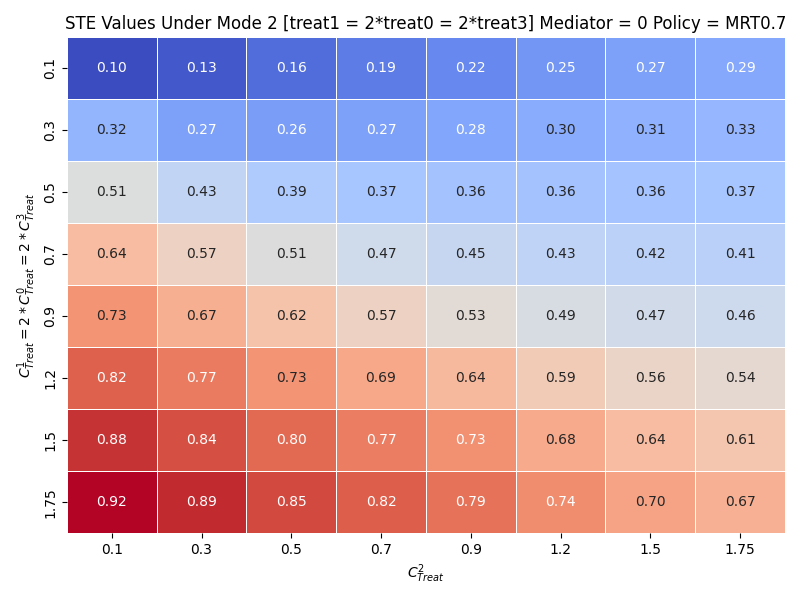 STE Values Under Mode 2 [treat1 = 2*treat0 = 2*treat3] Mediator = 0 Policy = MRT0.7
0.1 0.10 0.13 0.16 0.19 0.22 0.25 0.27 0.29
0.3 0.32 0.27 0.26 0.27 0.28 0.30 0.31 0.33
0.5 0.51 0.43 0.39 0.37 0.36 0.36 0.36 0.37
0.7 0.64 0.57 0.51 0.47 0.45 0.43 0.42 0.41
0.9 0.73 0.67 0.62 0.57 0.53 0.49 0.47 0.46
1.2 0.82 0.77 0.73 0.69 0.64 0.59 0.56 0.54
1.5 0.88 0.84 0.80 0.77 0.73 0.68 0.64 0.61
1.75 0.92 0.89 0.85 0.82 0.79 0.74 0.70 0.67
0.1 0.3 0.5 0.7 0.9 1.2 1.5 1.75
$C^{2}_{Treat}$
$C^{1}_{Treat} = 2 * C^{0}_{Treat} = 2 * C^{3}_{Treat}$